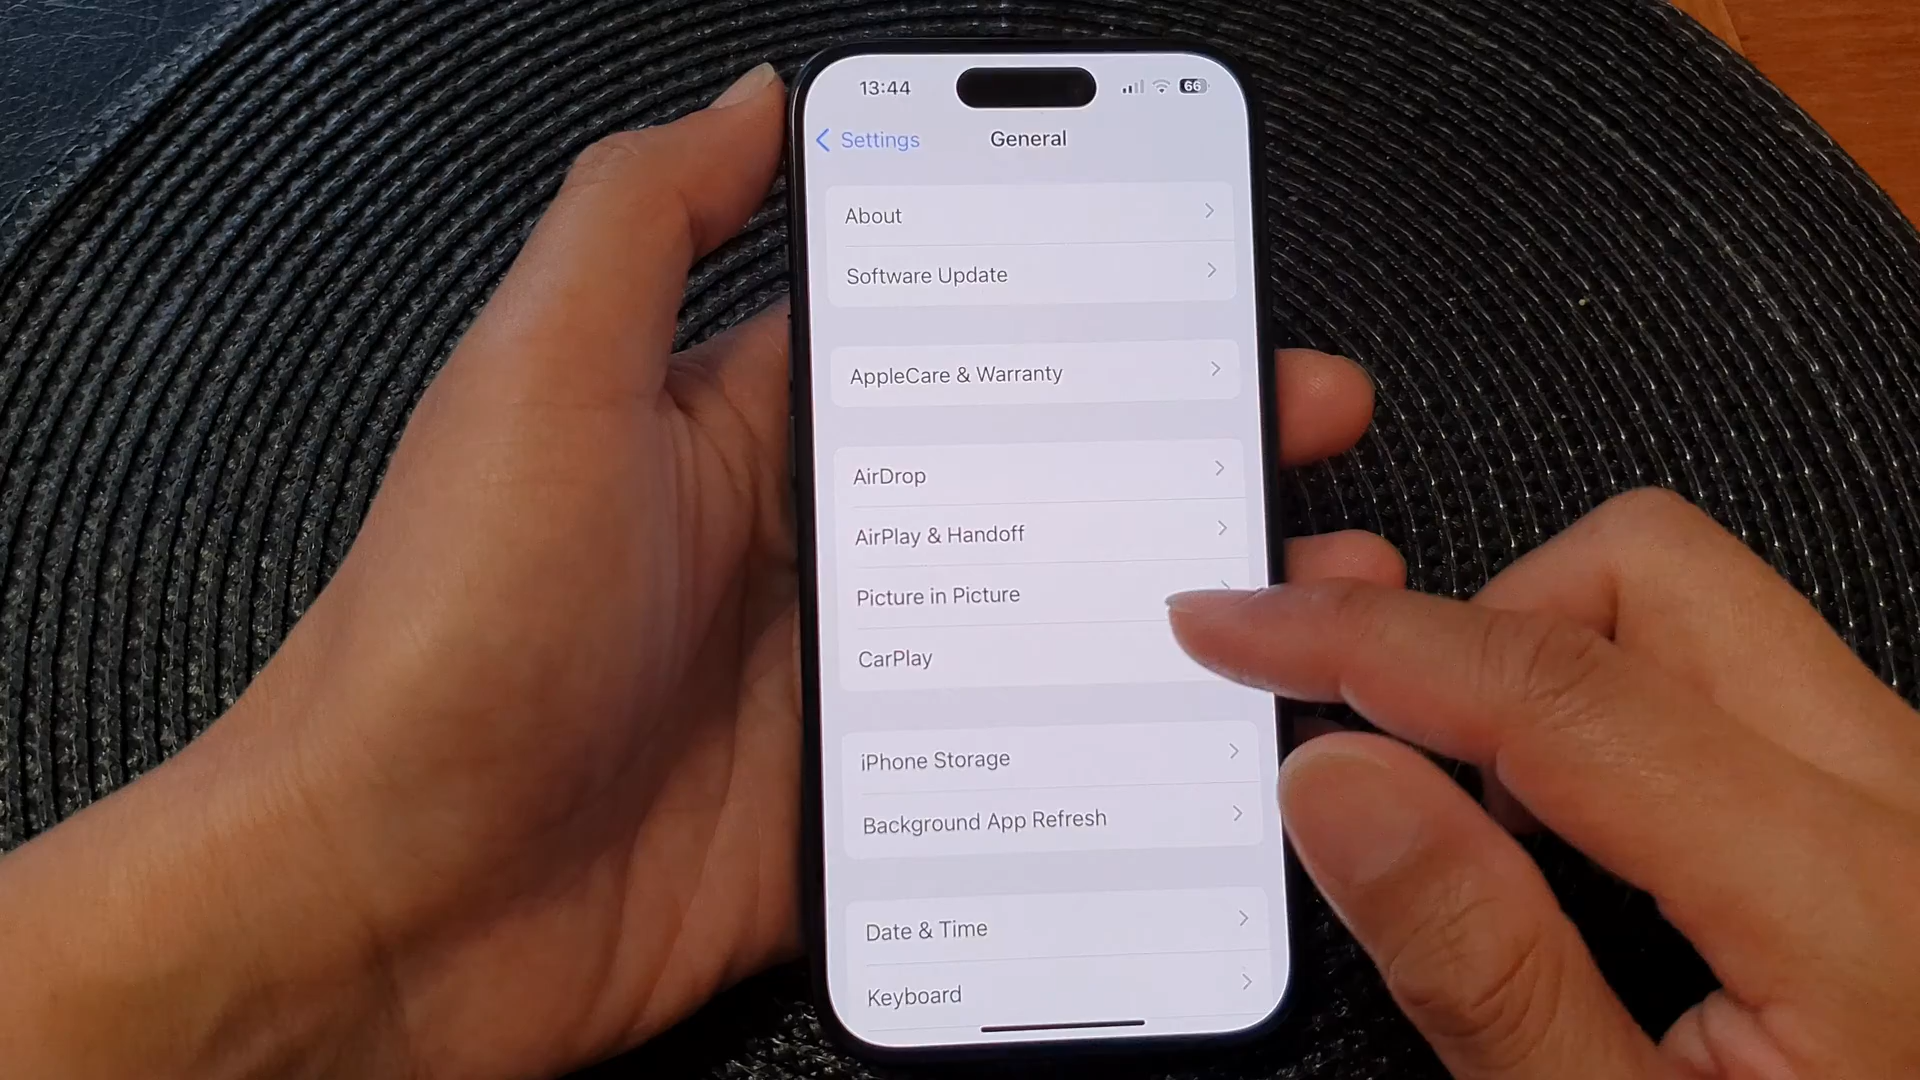 13:44
66
Settings
General
About
Software Update
AppleCare & Warranty
AirDrop
AirPlay & Handoff
Picture in Picture
CarPlay
iPhone Storage
Background App Refresh
Date & Time
Keyboard